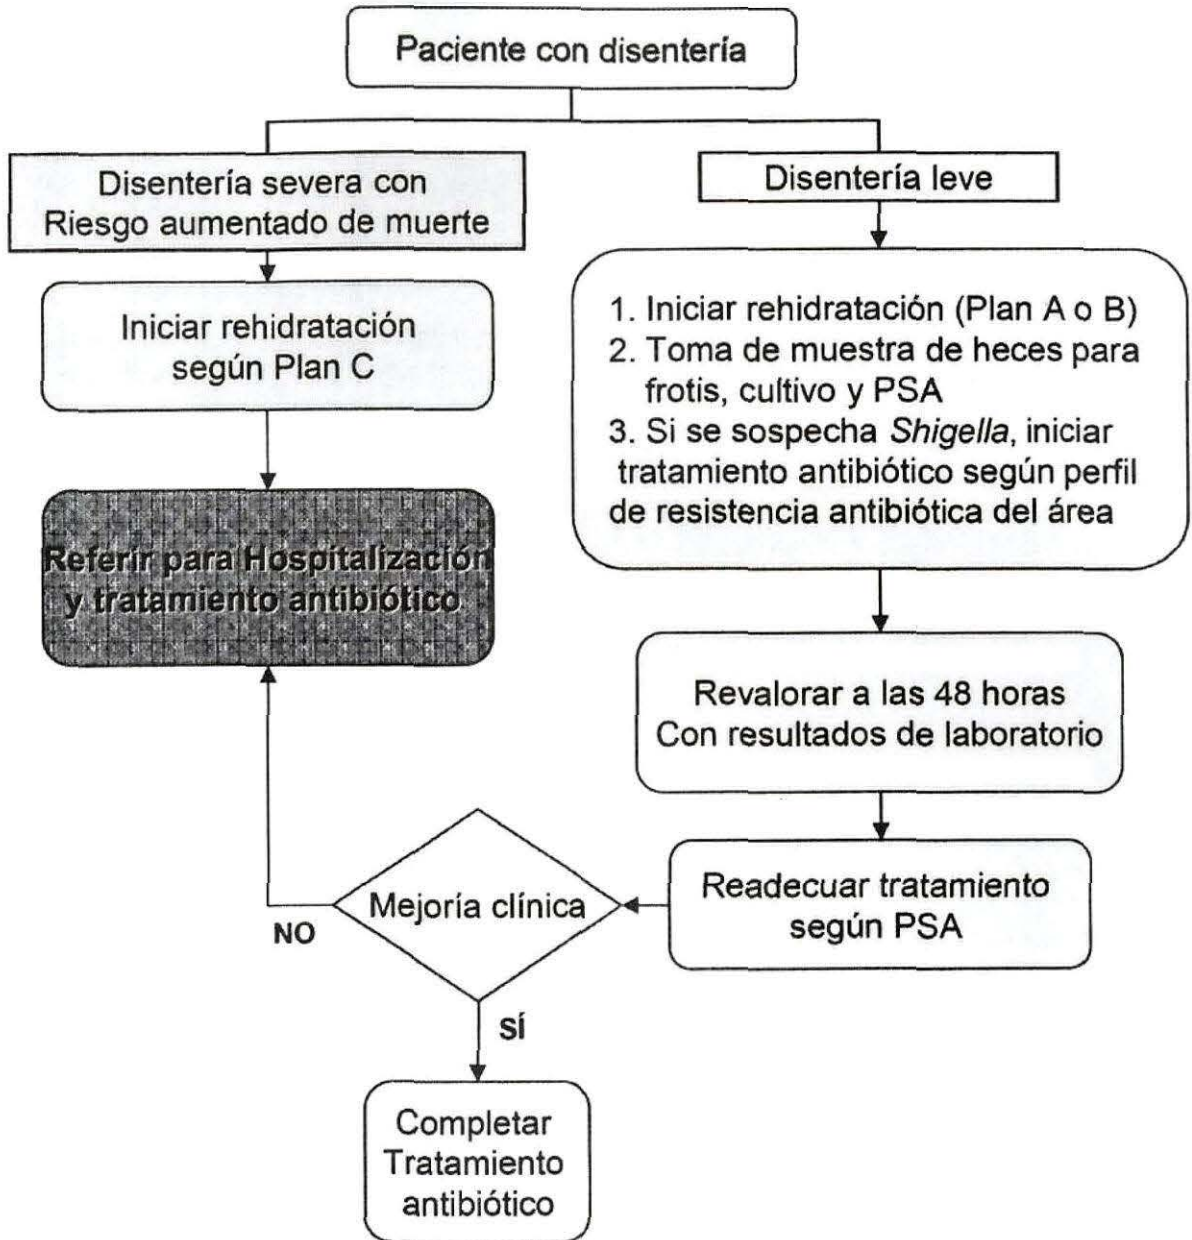 Paciente con disentería
Disentería severa con
Riesgo aumentado de muerte
Iniciar rehidratación
según Plan C
Referir para Hospitalización
y tratamiento antibiótico
Disentería leve
1. Iniciar rehidratación (Plan A o B)
2. Toma de muestra de heces para
frotis, cultivo y PSA
3. Si se sospecha Shigella, iniciar
tratamiento antibiótico según perfil
de resistencia antibiótica del área
Revalorar a las 48 horas
Con resultados de laboratorio
Readecuar tratamiento
según PSA
Mejoría clínica
NO
SÍ
Completar
Tratamiento
antibiótico